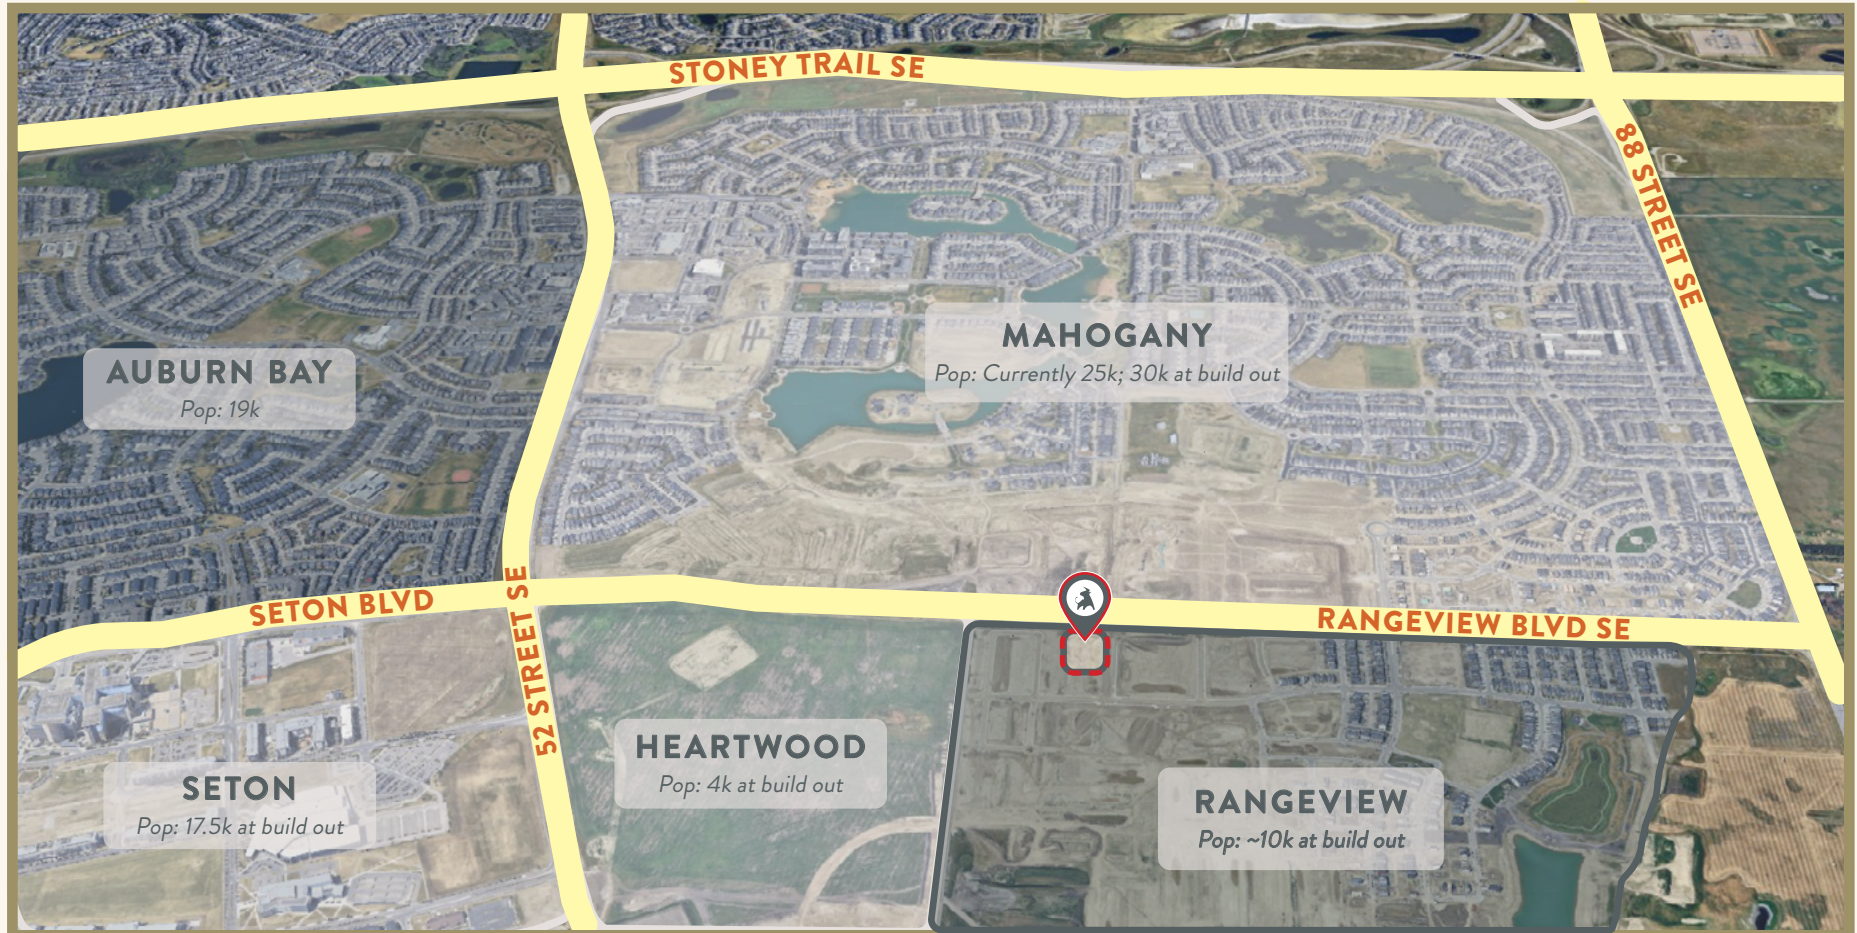 STONEY TRAIL SE
88 STREET SE
MAHOGANY
Pop: Currently 25k; 30k at build out
AUBURN BAY
Pop: 19k
SETON BLVD
52 STREET SE
RANGEVIEW BLVD SE
HEARTWOOD
Pop: 4k at build out
SETON
Pop: 17.5k at build out
RANGEVIEW
Pop: ~10k at build out